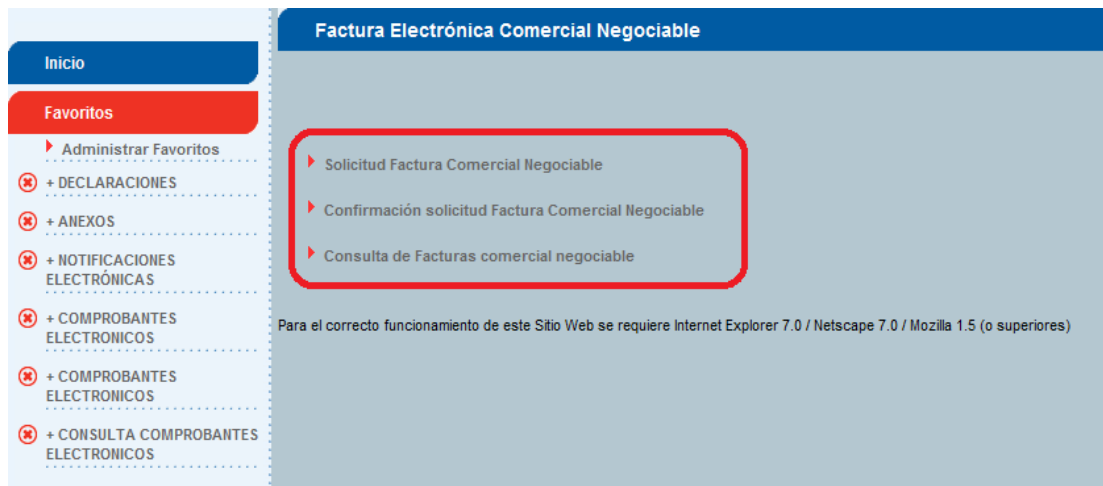 Factura Electrónica Comercial Negociable
Inicio
Favoritos
Administrar Favoritos
+ DECLARACIONES
+ ANEXOS
+ NOTIFICACIONES
ELECTRÓNICAS
+ COMPROBANTES
ELECTRONICOS
+ COMPROBANTES
ELECTRONICOS
+ CONSULTA COMPROBANTES
ELECTRONICOS
Solicitud Factura Comercial Negociable
Confirmación solicitud Factura Comercial Negociable
Consulta de Facturas comercial negociable
Para el correcto funcionamiento de este Sitio Web se requiere Internet Explorer 7.0 / Netscape 7.0 / Mozilla 1.5 (o superiores)